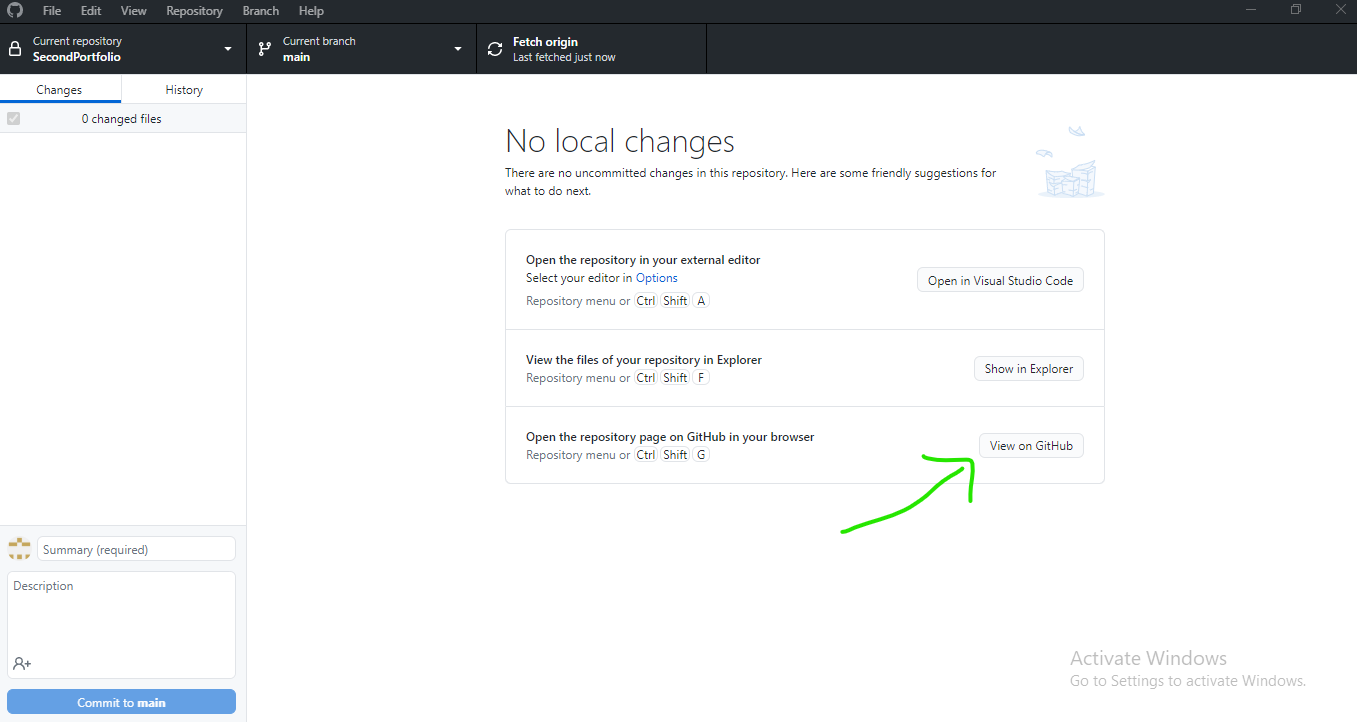 File Edit View Repository Branch Help
Current repository
SecondPortfolio
Current branch
main
Fetch origin
Last fetched just now
Changes History
0 changed files
No local changes
There are no uncommitted changes in this repository. Here are some friendly suggestions for
what to do next.
Open the repository in your external editor
Select your editor in Options
Repository menu or Ctrl Shift A
Open in Visual Studio Code
View the files of your repository in Explorer
Repository menu or Ctrl Shift F
Show in Explorer
Open the repository page on GitHub in your browser
Repository menu or Ctrl Shift G
View on GitHub
Summary (required)
Description
Commit to main
Activate Windows
Go to Settings to activate Windows.